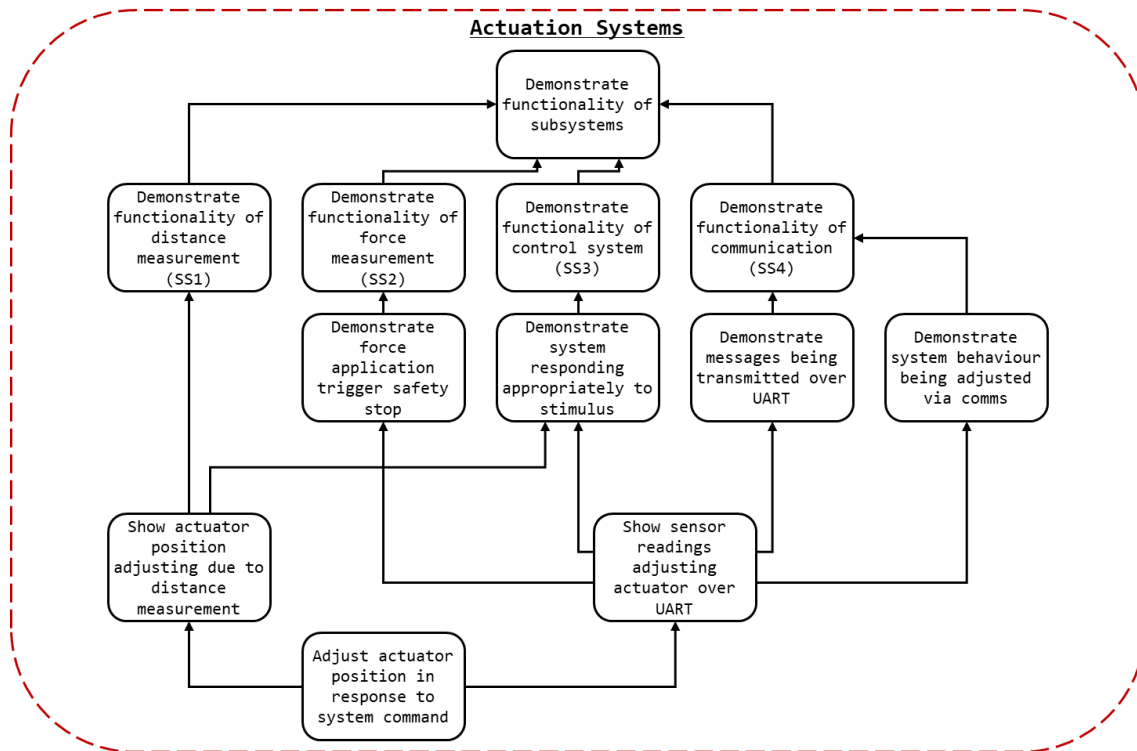 Actuation Systems
Demonstrate
functionality of
subsystems
Demonstrate
functionality of
distance
measurement
(SS1)
Demonstrate
functionality of
force
measurement
(SS2)
Demonstrate
functionality of
control system
(SS3)
Demonstrate
functionality of
communication
(SS4)
Demonstrate
force
application
trigger safety
stop
Demonstrate
system
responding
appropriately to
stimulus
Demonstrate
messages being
transmitted over
UART
Demonstrate
system behaviour
being adjusted
via comms
Show actuator
position
adjusting due to
distance
measurement
Show sensor
readings
adjusting
actuator over
UART
Adjust actuator
position in
response to
system command